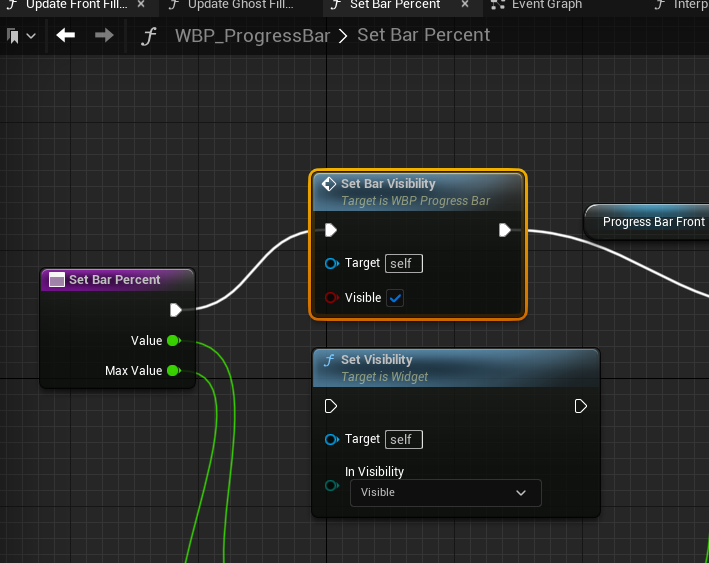 Update Front Fill...
Update Ghost Fill...
Set Bar Percent
Event Graph
Interp
WBP_ProgressBar > Set Bar Percent
Set Bar Visibility
Target is WBP Progress Bar
Target self
Visible
Progress Bar Front
Set Bar Percent
Value
Max Value
Set Visibility
Target is Widget
Target self
In Visibility
Visible